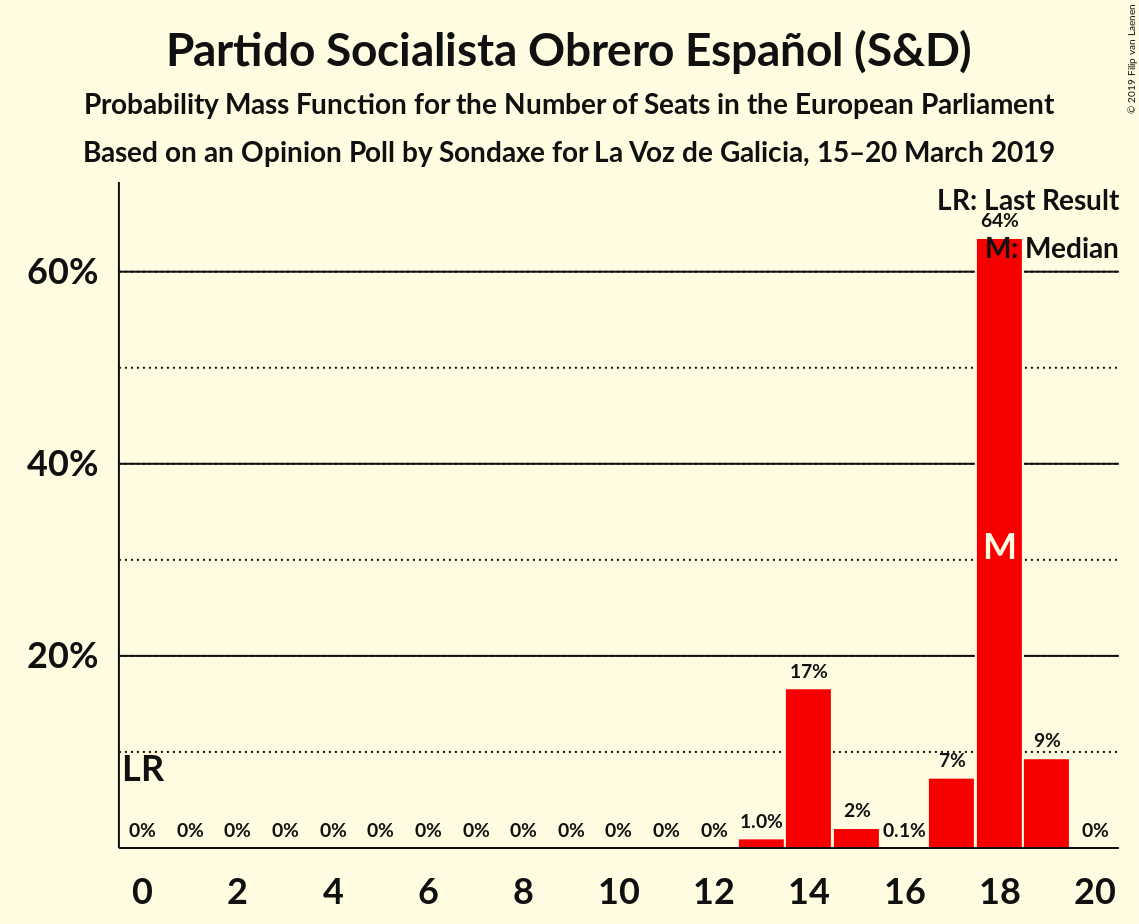 Partido Socialista Obrero Español (S&D)
Probability Mass Function for the Number of Seats in the European Parliament
Based on an Opinion Poll by Sondaxe for La Voz de Galicia, 15–20 March 2019
© 2019 Filip van Laenen
LR: Last Result
M: Median
64%
60%
40%
M
20%
17%
9%
7%
LR
0% 0% 0% 0% 0% 0% 0% 0% 0% 0% 0% 0% 0% 1.0% 2% 0.1% 0%
0 2 4 6 8 10 12 14 16 18 20